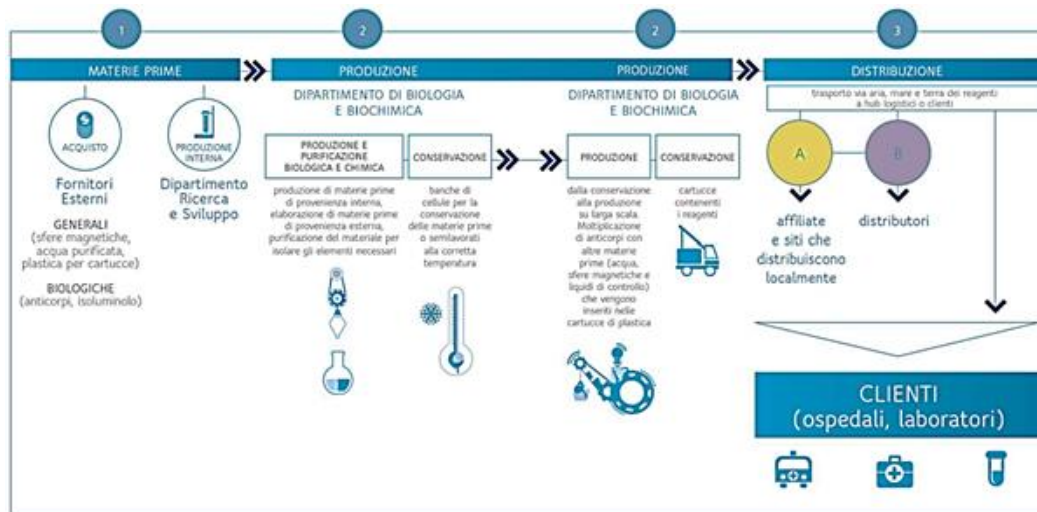 1
MATERIE PRIME
ACQUISTO
Fornitori
Esterni
GENERALI
(sfere magnetiche,
acqua purificata,
plastica per cartucce)
BIOLOGICHE
(anticorpi, isoluminolo)
PRODUZIONE
INTERNA
Dipartimento
Ricerca
e Sviluppo
2
PRODUZIONE
DIPARTIMENTO DI BIOLOGIA
E BIOCHIMICA
PRODUZIONE E
PURIFICAZIONE
BIOLOGICA E CHIMICA
produzione di materie prime
di provenienza interna,
elaborazione di materie prime
di provenienza esterna,
purificazione del materiale per
isolare gli elementi necessari
CONSERVAZIONE
banche di
cellule per la
conservazione
delle materie prime
o semilavorati
alla corretta
temperatura
2
PRODUZIONE
DIPARTIMENTO DI BIOLOGIA
E BIOCHIMICA
PRODUZIONE
dalla conservazione
alla produzione
su larga scala.
Moltiplicazione
di anticorpi con
altre materie
prime (acqua,
sfere magnetiche e
liquidi di controllo)
che vengono
inseriti nelle
cartucce di plastica
CONSERVAZIONE
cartucce
contenenti
i reagenti
3
DISTRIBUZIONE
trasporto via aria, mare e terra dei reagenti
a hub logistici o clienti
A
affiliate
e siti che
distribuiscono
localmente
B
distributori
CLIENTI
(ospedali, laboratori)